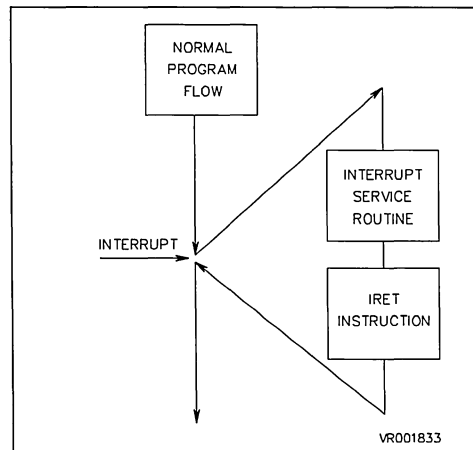 NORMAL
PROGRAM
FLOW
INTERRUPT
SERVICE
ROUTINE
INTERRUPT
IRET
INSTRUCTION
VR001833